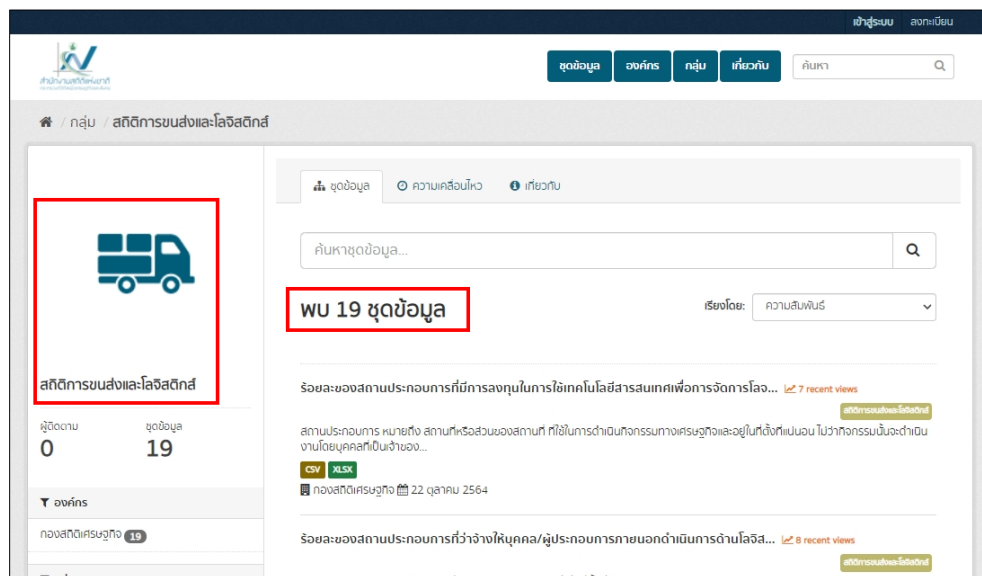 เข้าสู่ระบบ ลงทะเบียน
สำนักงานสถิติแห่งชาติ
ชุดข้อมูล องค์กร กลุ่ม เกี่ยวกับ ค้นหา
/ กลุ่ม / สถิติการขนส่งและโลจิสติกส์
ชุดข้อมูล ความเคลื่อนไหว เกี่ยวกับ
ค้นหาชุดข้อมูล...
พบ 19 ชุดข้อมูล
เรียงโดย: ความสัมพันธ์
สถิติการขนส่งและโลจิสติกส์
ผู้ติดตาม ชุดข้อมูล
0 19
องค์กร
กองสถิติเศรษฐกิจ 19
ร้อยละของสถานประกอบการที่มีการลงทุนในการใช้เทคโนโลยีสารสนเทศเพื่อการจัดการโลจ... 7 recent views
สถิติการขนส่งและโลจิสติกส์
สถานประกอบการ หมายถึง สถานที่หรือส่วนของสถานที่ ที่ใช้ในการดำเนินกิจกรรมทางเศรษฐกิจและอยู่ในที่ตั้งที่แน่นอน ไม่ว่ากิจกรรมนั้นจะดำเนิน
งานโดยบุคคลที่เป็นเจ้าของ...
CSV XLSX
กองสถิติเศรษฐกิจ 22 ตุลาคม 2564
ร้อยละของสถานประกอบการที่ว่าจ้างให้บุคคล/ผู้ประกอบการภายนอกดำเนินการด้านโลจิส... 8 recent views
สถิติการขนส่งและโลจิสติกส์